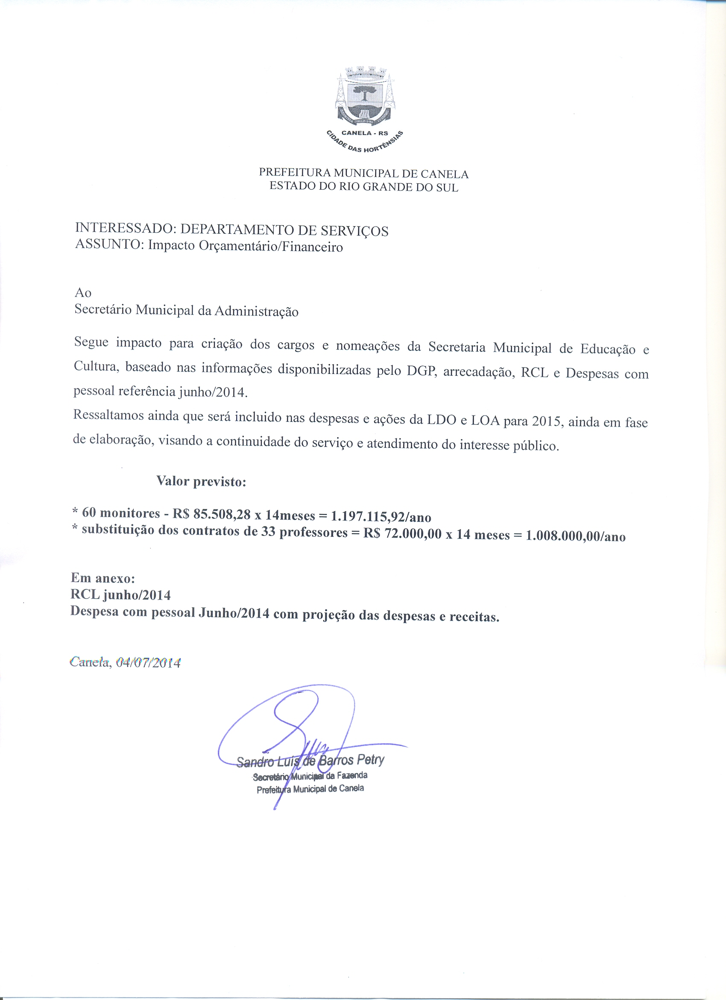 CANELA - RS
CIDADE DAS HORTÊNSIAS
PREFEITURA MUNICIPAL DE CANELA
ESTADO DO RIO GRANDE DO SUL
INTERESSADO: DEPARTAMENTO DE SERVIÇOS
ASSUNTO: Impacto Orçamentário/Financeiro
Ao
Secretário Municipal da Administração
Segue impacto para criação dos cargos e nomeações da Secretaria Municipal de Educação e
Cultura, baseado nas informações disponibilizadas pelo DGP, arrecadação, RCL e Despesas com
pessoal referência junho/2014.
Ressaltamos ainda que será incluido nas despesas e ações da LDO e LOA para 2015, ainda em fase
de elaboração, visando a continuidade do serviço e atendimento do interesse público.
Valor previsto:
* 60 monitores - R$ 85.508,28 x 14meses = 1.197.115,92/ano
* substituição dos contratos de 33 professores = R$ 72.000,00 x 14 meses = 1.008.000,00/ano
Em anexo:
RCL junho/2014
Despesa com pessoal Junho/2014 com projeção das despesas e receitas.
Canela, 04/07/2014
Sandro Luís de Barros Petry
Secretário Municipal da Fazenda
Prefeitura Municipal de Canela